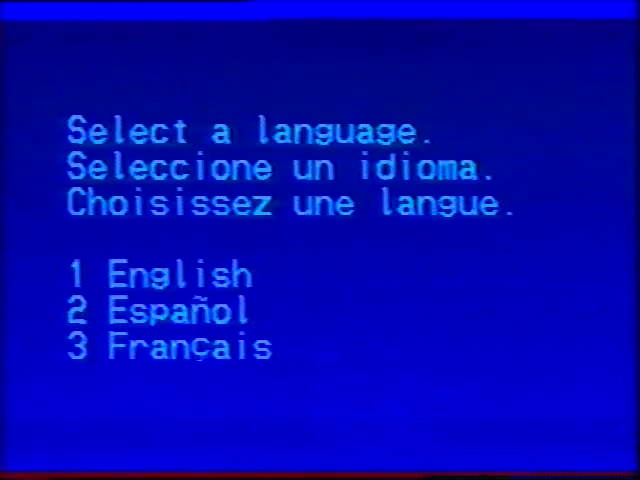 Select a language.
Seleccione un idioma.
Choisissez une langue.
1 English
2 Español
3 Français